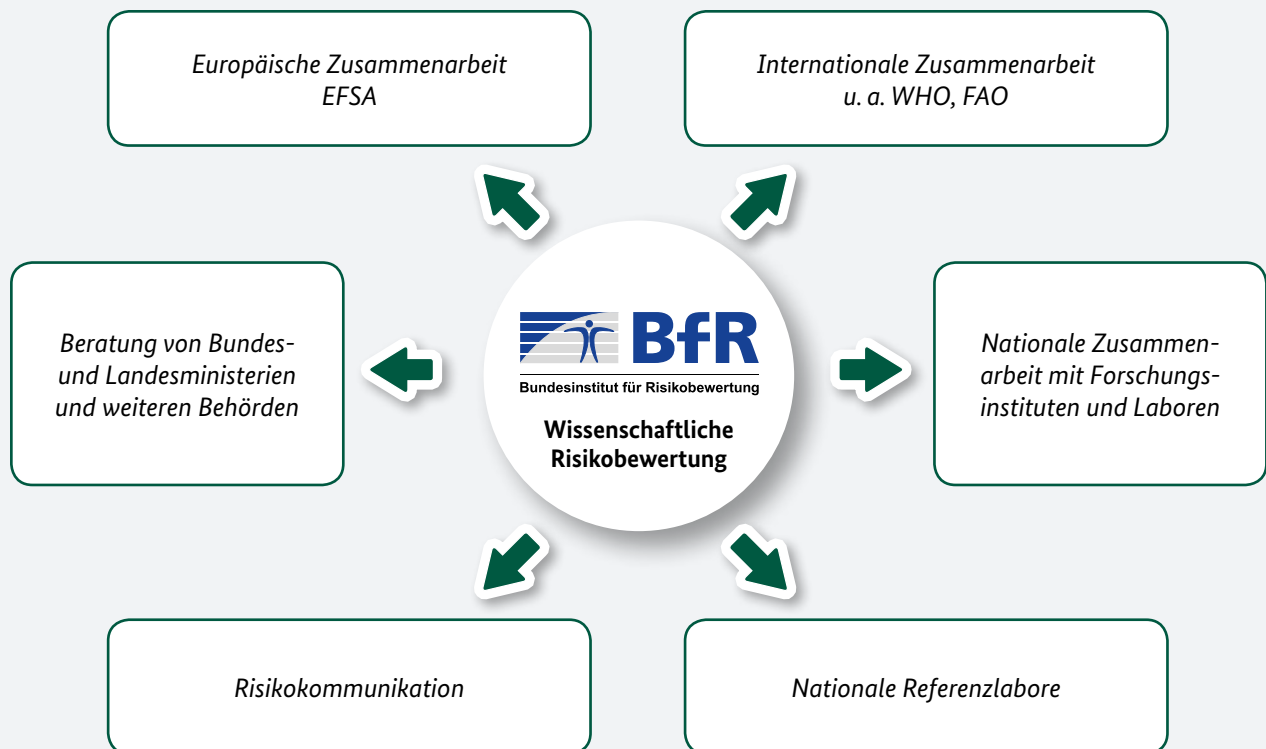 Europäische Zusammenarbeit
EFSA
Internationale Zusammenarbeit
u. a. WHO, FAO
Beratung von Bundes-
und Landesministerien
und weiteren Behörden
BfR
Bundesinstitut für Risikobewertung
Wissenschaftliche
Risikobewertung
Nationale Zusammen-
arbeit mit Forschungs-
instituten und Laboren
Risikokommunikation
Nationale Referenzlabore